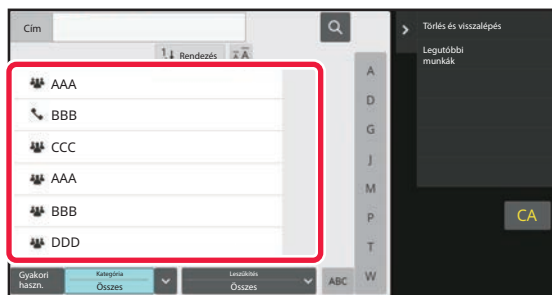 Cím
Rendezés
AAA
BBB
CCC
AAA
BBB
DDD
A
D
G
J
M
P
T
W
Gyakori
haszn.
Kategória
Összes
Leszűkítés
Összes
ABC
Törlés és visszalépés
Legutóbbi
munkák
CA